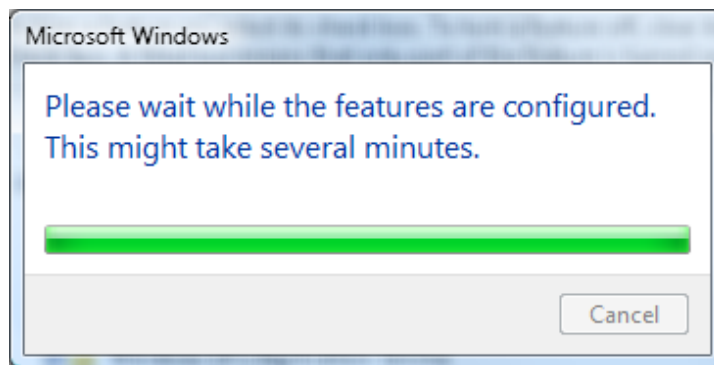 Microsoft Windows
Please wait while the features are configured.
This might take several minutes.
Cancel